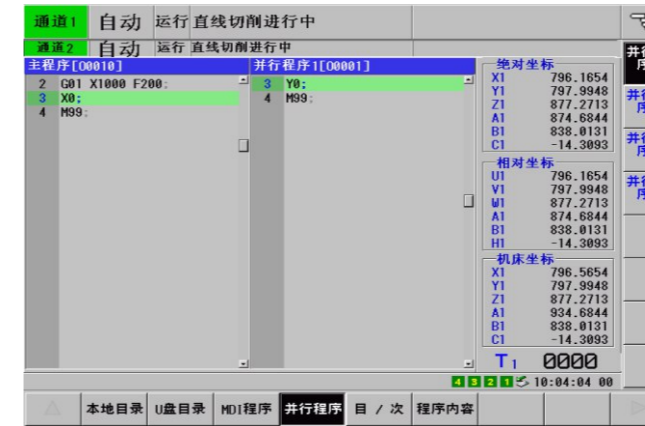 通道1 自动 运行 直线切削进行中
通道2 自动 运行 直线切削进行中
主程序[O0010] 并行程序1[O0001]
2 G01 X1000 F200;
3 X0;
4 M99;
3 Y0;
4 M99;
绝对坐标
X1 796.1654
Y1 797.9948
Z1 877.2713
A1 874.6844
B1 838.0131
C1 -14.3093
相对坐标
U1 796.1654
V1 797.9948
W1 877.2713
A1 874.6844
B1 838.0131
H1 -14.3093
机床坐标
X1 796.5654
Y1 797.9948
Z1 877.2713
A1 934.6844
B1 838.0131
C1 -14.3093
T1 0000
4 3 2 1 10:04:04 00
本地目录 U盘目录 MDI程序 并行程序 目 / 次 程序内容